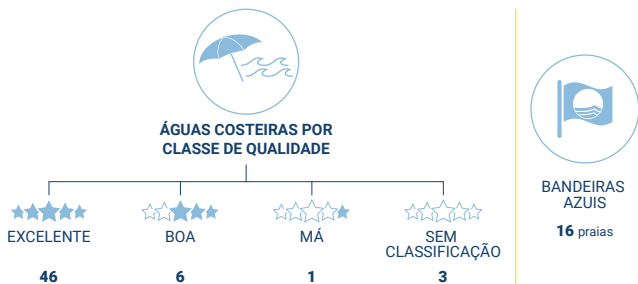 ÁGUAS COSTEIRAS POR
CLASSE DE QUALIDADE
EXCELENTE
46
BOA
6
MÁ
1
SEM
CLASSIFICAÇÃO
3
BANDEIRAS
AZUIS
16 praias